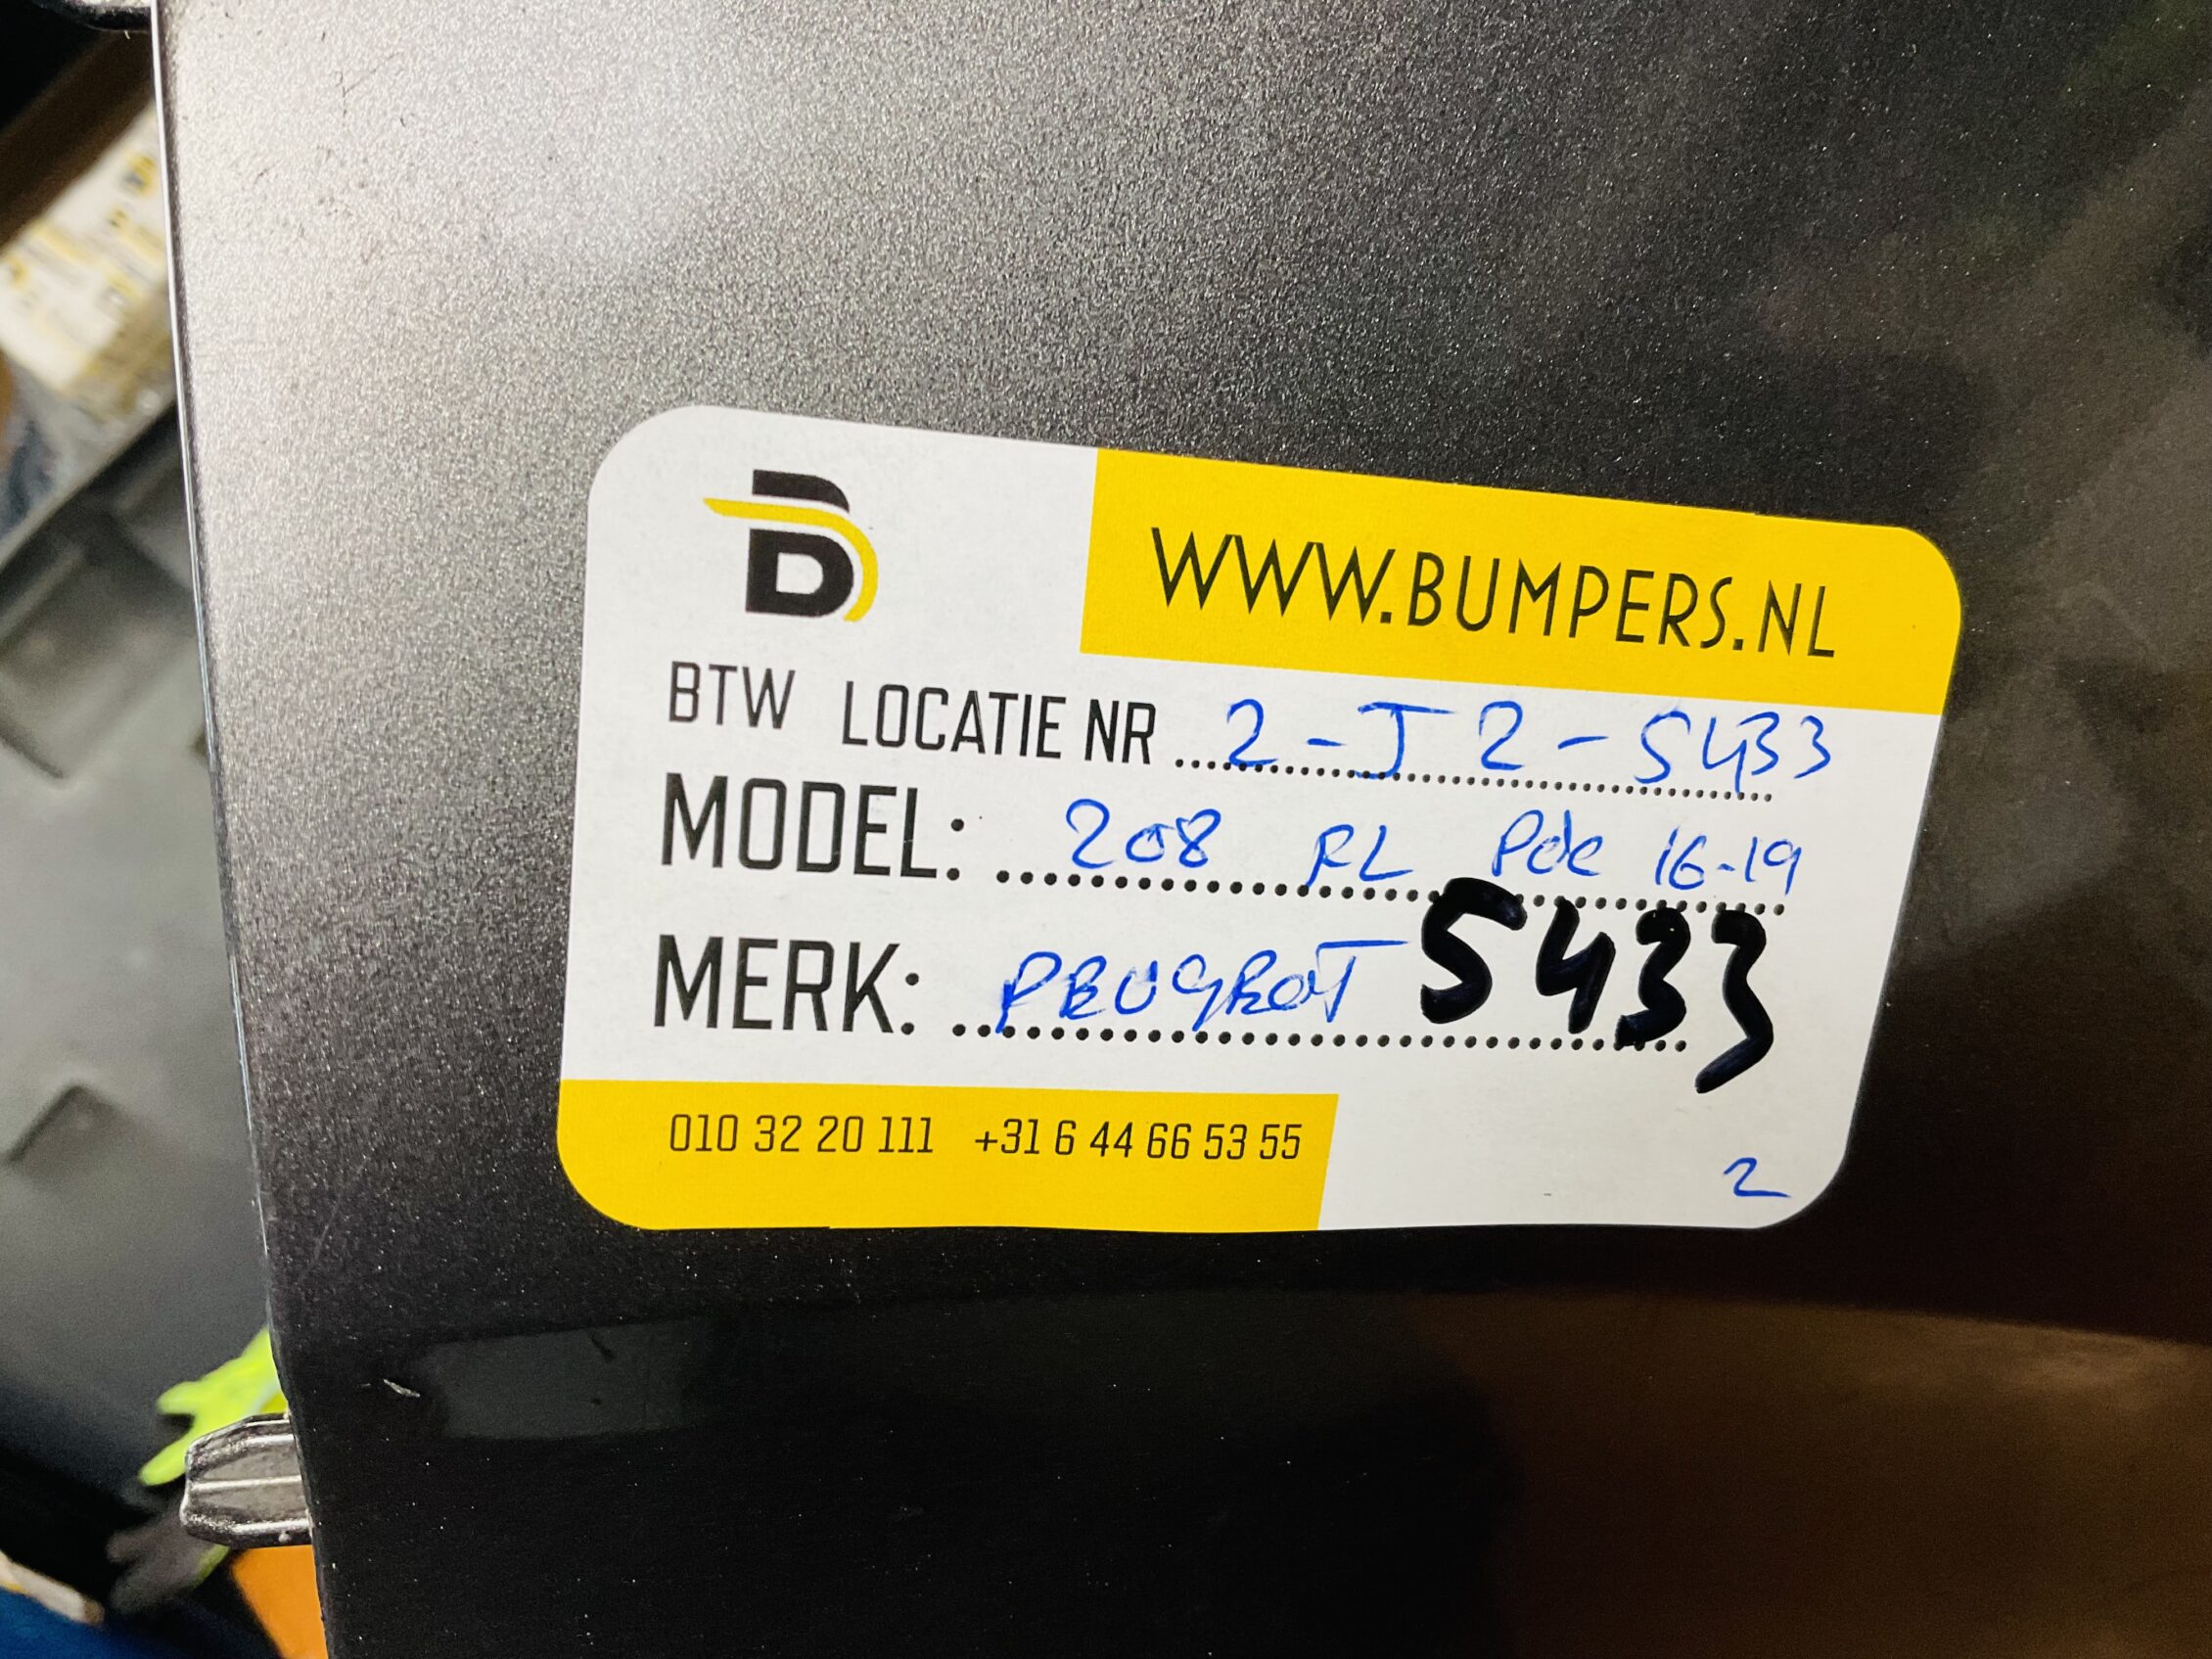 B
WWW.BUMPERS.NL
BTW LOCATIE NR 2-J2-5433
MODEL: 208 FL Pdc 16-19
MERK: PEUGEOT 5433
010 32 20 111 +31 6 44 66 53 55
2